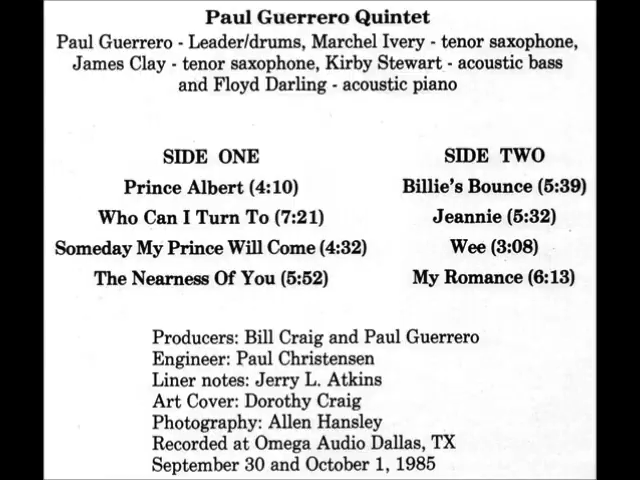 Paul Guerrero Quintet
Paul Guerrero - Leader/drums, Marchel Ivery - tenor saxophone,
James Clay - tenor saxophone, Kirby Stewart - acoustic bass
and Floyd Darling - acoustic piano
SIDE ONE
Prince Albert (4:10)
Who Can I Turn To (7:21)
Someday My Prince Will Come (4:32)
The Nearness Of You (5:52)
SIDE TWO
Billie's Bounce (5:39)
Jeannie (5:32)
Wee (3:08)
My Romance (6:13)
Producers: Bill Craig and Paul Guerrero
Engineer: Paul Christensen
Liner notes: Jerry L. Atkins
Art Cover: Dorothy Craig
Photography: Allen Hansley
Recorded at Omega Audio Dallas, TX
September 30 and October 1, 1985